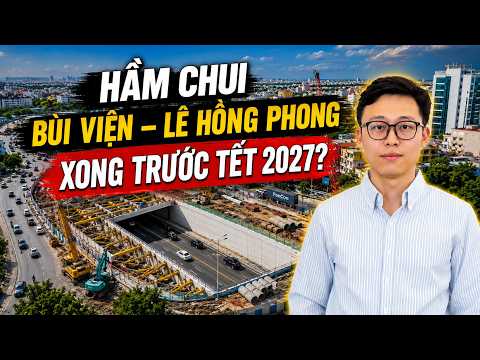 HẦM CHUI
BÙI VIỆN – LÊ HỒNG PHONG
XONG TRƯỚC TẾT 2027?